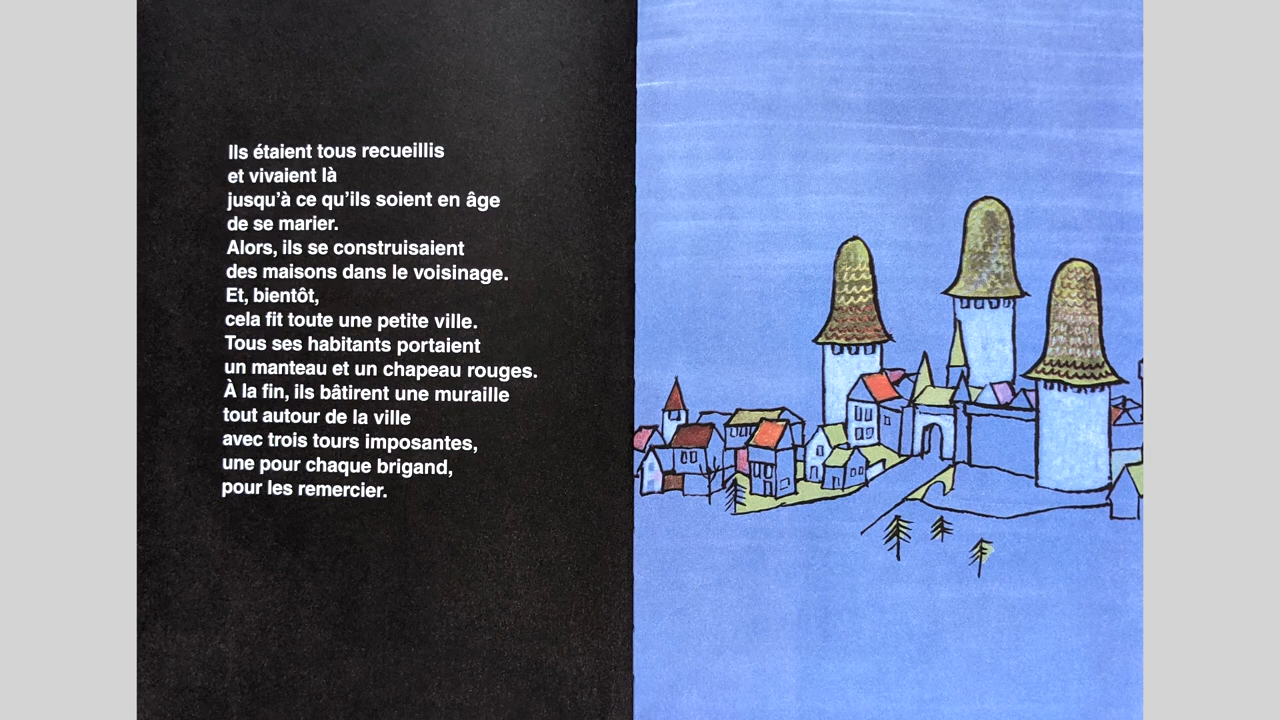 Ils étaient tous recueillis
et vivaient là
jusqu'à ce qu'ils soient en âge
de se marier.
Alors, ils se construisaient
des maisons dans le voisinage.
Et, bientôt,
cela fit toute une petite ville.
Tous ses habitants portaient
un manteau et un chapeau rouges.
À la fin, ils bâtirent une muraille
tout autour de la ville
avec trois tours imposantes,
une pour chaque brigand,
pour les remercier.